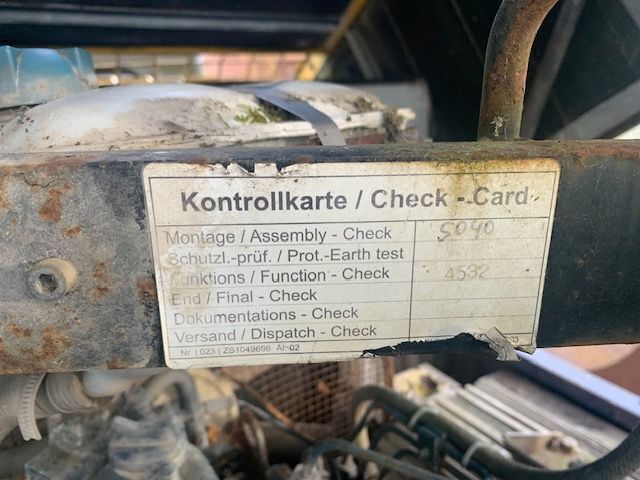 Kontrollkarte / Check - Card
Montage / Assembly - Check 5040
Schutzl.-prüf. / Prot.-Earth test
Funktions / Function - Check 4532
End / Final - Check
Dokumentations - Check
Versand / Dispatch - Check
Nr. | 023 | ZS1049696 ÄI-02